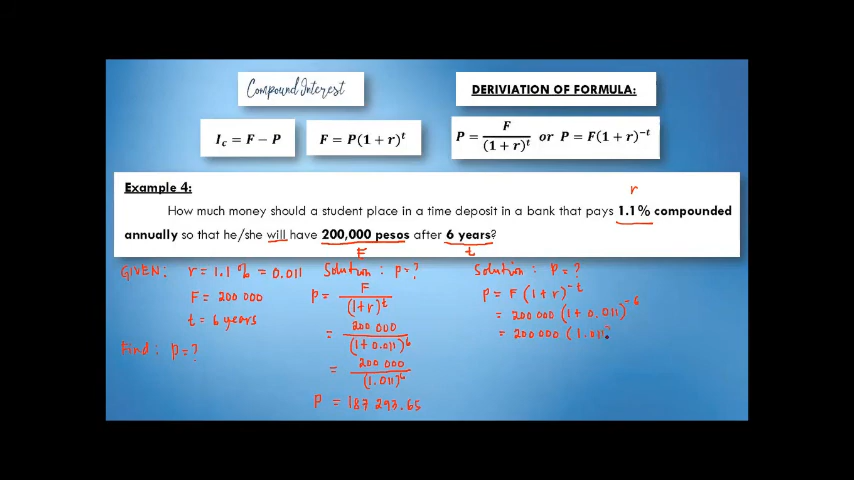 Compound Interest
DERIVIATION OF FORMULA:
I_c = F − P
F = P(1 + r)^t
P = F / (1 + r)^t or P = F(1 + r)^−t
Example 4:
r
How much money should a student place in a time deposit in a bank that pays 1.1% compounded
annually so that he/she will have 200,000 pesos after 6 years?
F
t
GIVEN: r = 1.1 % = 0.011
F = 200 000
t = 6 years
Find: P = ?
Solution: P = ?
P = F / (1+r)^t
= 200 000 / (1 + 0.011)^6
= 200 000 / (1.011)^6
P = 187 293.65
Solution: P = ?
P = F (1 + r)^−t
= 200 000 (1 + 0.011)^−6
= 200 000 (1.011